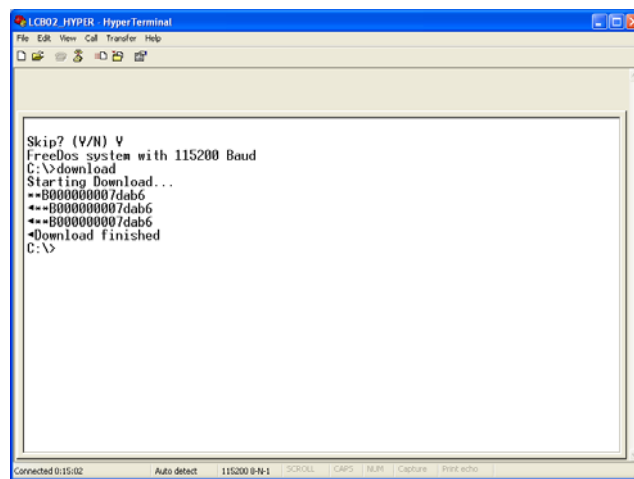 LCB02_HYPER - HyperTerminal
File Edit View Call Transfer Help
Skip? (Y/N) Y
FreeDos system with 115200 Baud
C:\>download
Starting Download...
**B000000007dab6
◄**B000000007dab6
◄**B000000007dab6
◄Download finished
C:\>
Connected 0:15:02 Auto detect 115200 8-N-1 SCROLL CAPS NUM Capture Print echo